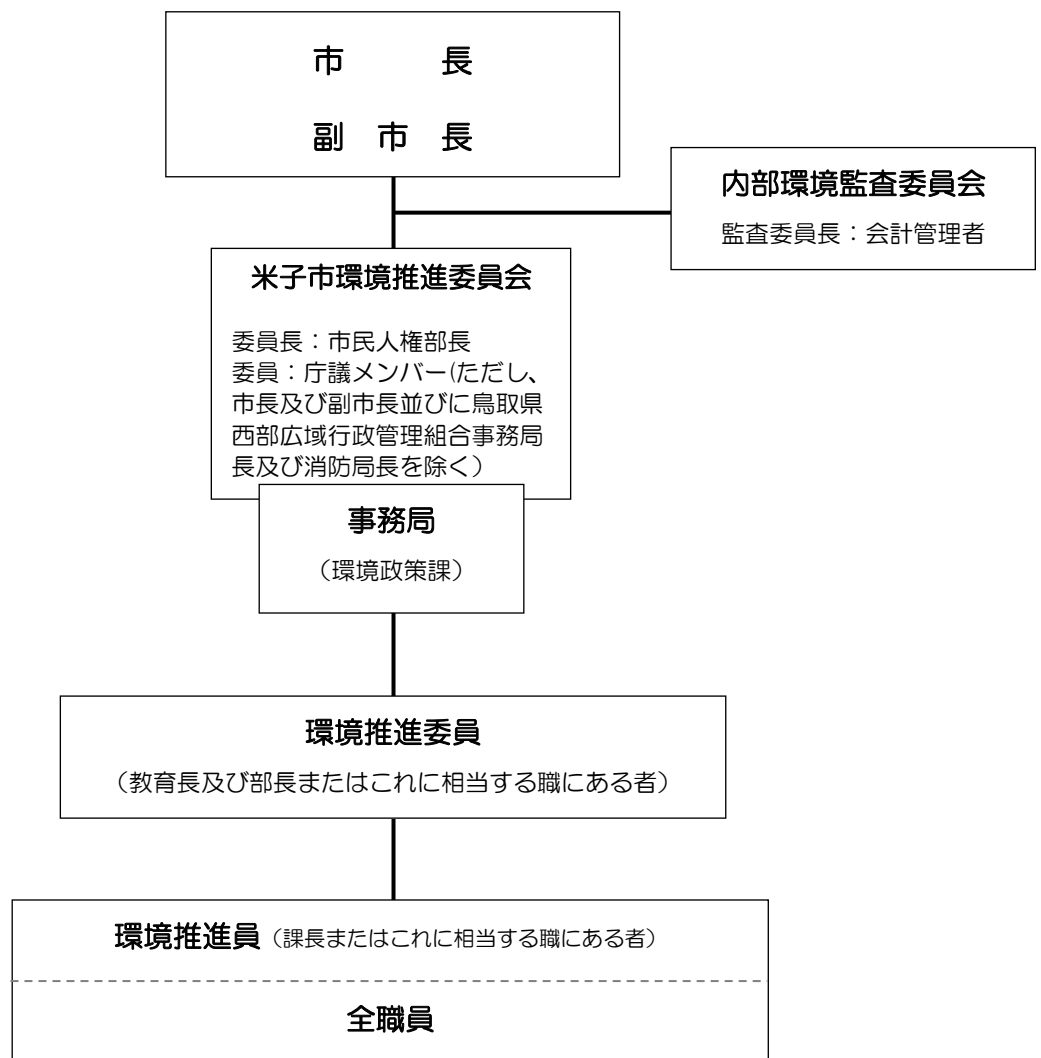 市　　　長
副　市　長
内部環境監査委員会
監査委員長：会計管理者
米子市環境推進委員会
委員長：市民人権部長
委員：庁議メンバー(ただし、
市長及び副市長並びに鳥取県
西部広域行政管理組合事務局
長及び消防局長を除く）
事務局
（環境政策課）
環境推進委員
（教育長及び部長またはこれに相当する職にある者）
環境推進員（課長またはこれに相当する職にある者）
全職員